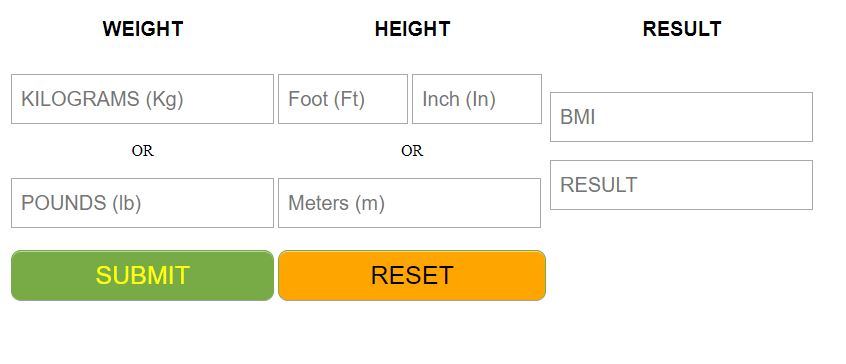 WEIGHT HEIGHT RESULT
KILOGRAMS (Kg) Foot (Ft) Inch (In)
BMI
OR OR
RESULT
POUNDS (lb) Meters (m)
SUBMIT RESET